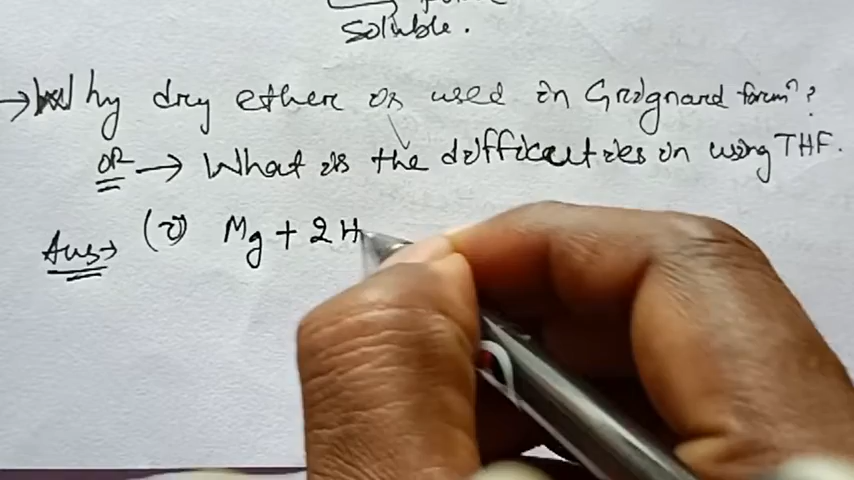 soluble.
→ Why dry ether is used in Grignard formⁿ?
OR → What is the difficulties in using THF.
Ans→ (i) Mg + 2H